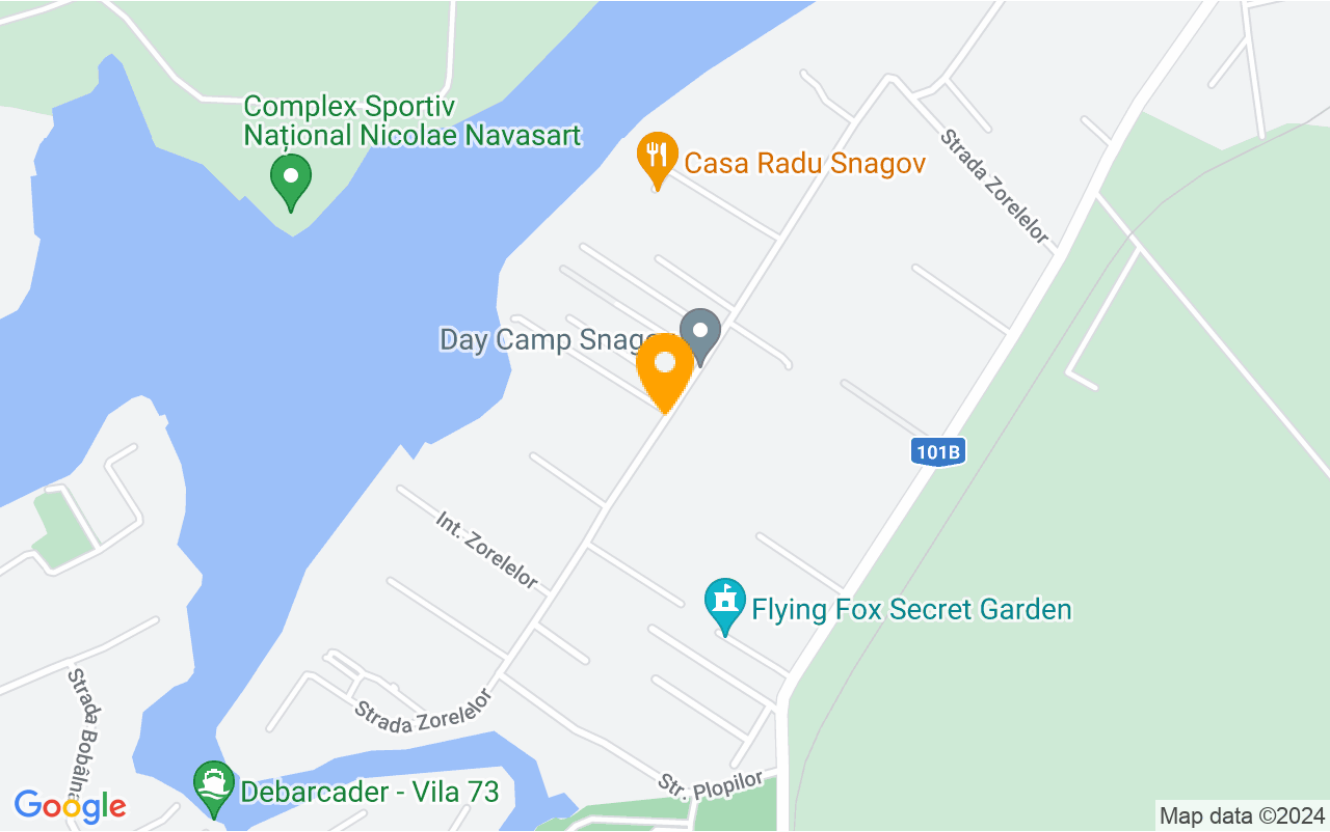 Complex Sportiv
Național Nicolae Navasart
Casa Radu Snagov
Strada Zorelelor
Day Camp Snago
101B
Int. Zorelelor
Flying Fox Secret Garden
Strada Zorelelor
Strada Bobâlna
Str. Plopilor
Debarcader - Vila 73
Google
Map data ©2024